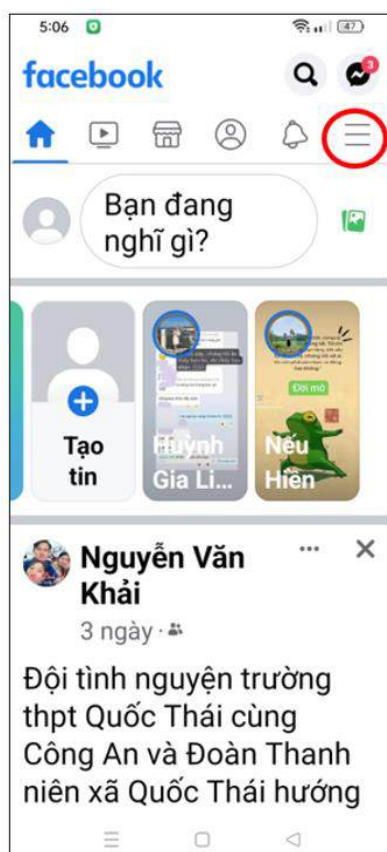 5:06
47
facebook
3
Bạn đang
nghĩ gì?
Tạo
tin
Huỳnh
Gia Li...
Đợi mở
Nếu
Hiền
Nguyễn Văn
Khải
3 ngày ·
Đội tình nguyện trường
thpt Quốc Thái cùng
Công An và Đoàn Thanh
niên xã Quốc Thái hướng